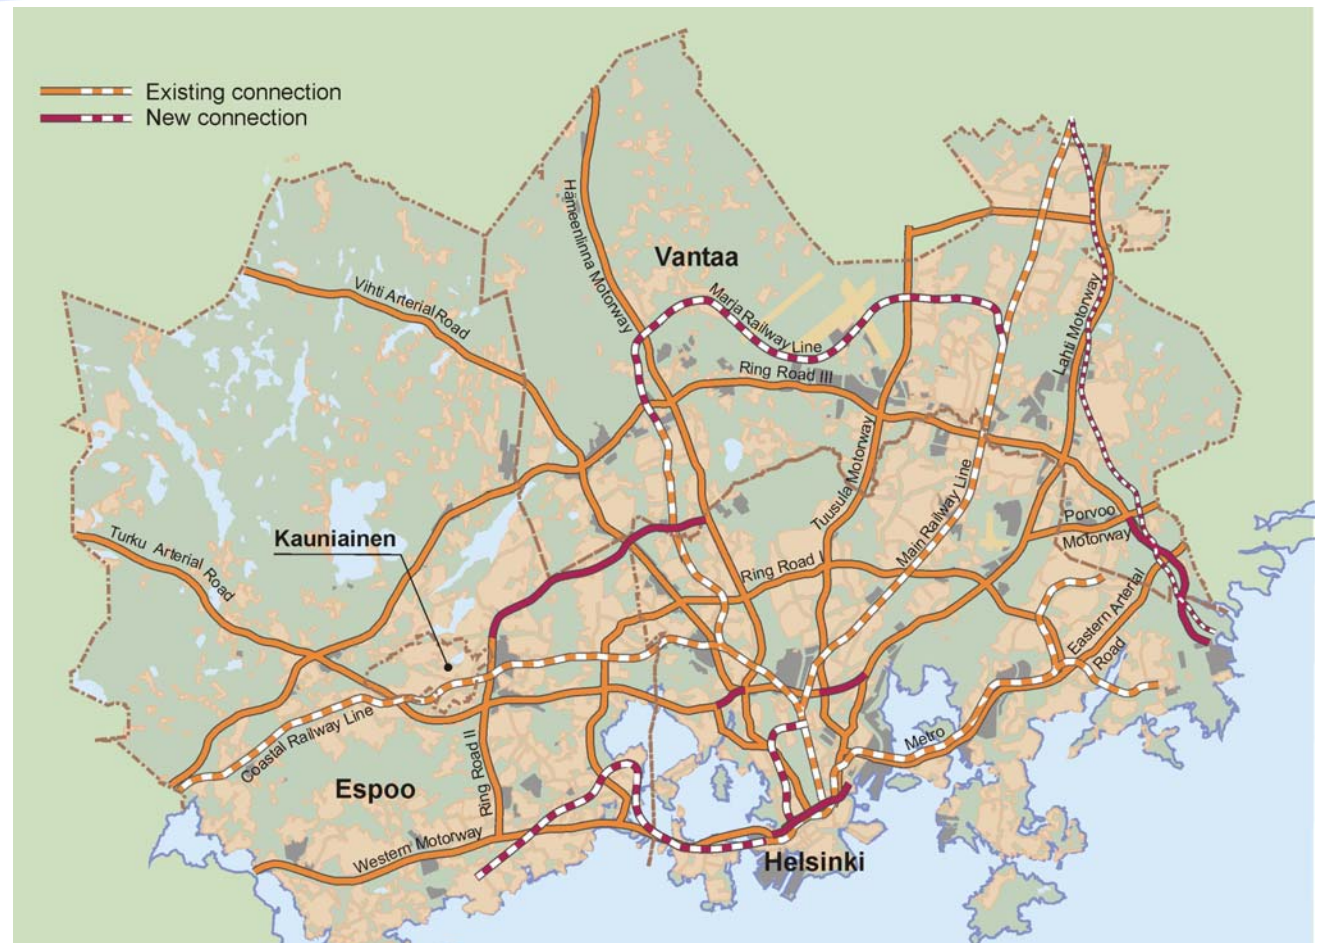 Existing connection
New connection
Hämeenlinna Motorway
Vantaa
Vihti Arterial Road
Marja Railway Line
Lahti Motorway
Ring Road III
Tuusula Motorway
Main Railway Line
Porvoo
Motorway
Kauniainen
Turku Arterial Road
Ring Road I
Eastern Arterial
Road
Coastal Railway Line
Ring Road II
Metro
Espoo
Western Motorway
Helsinki